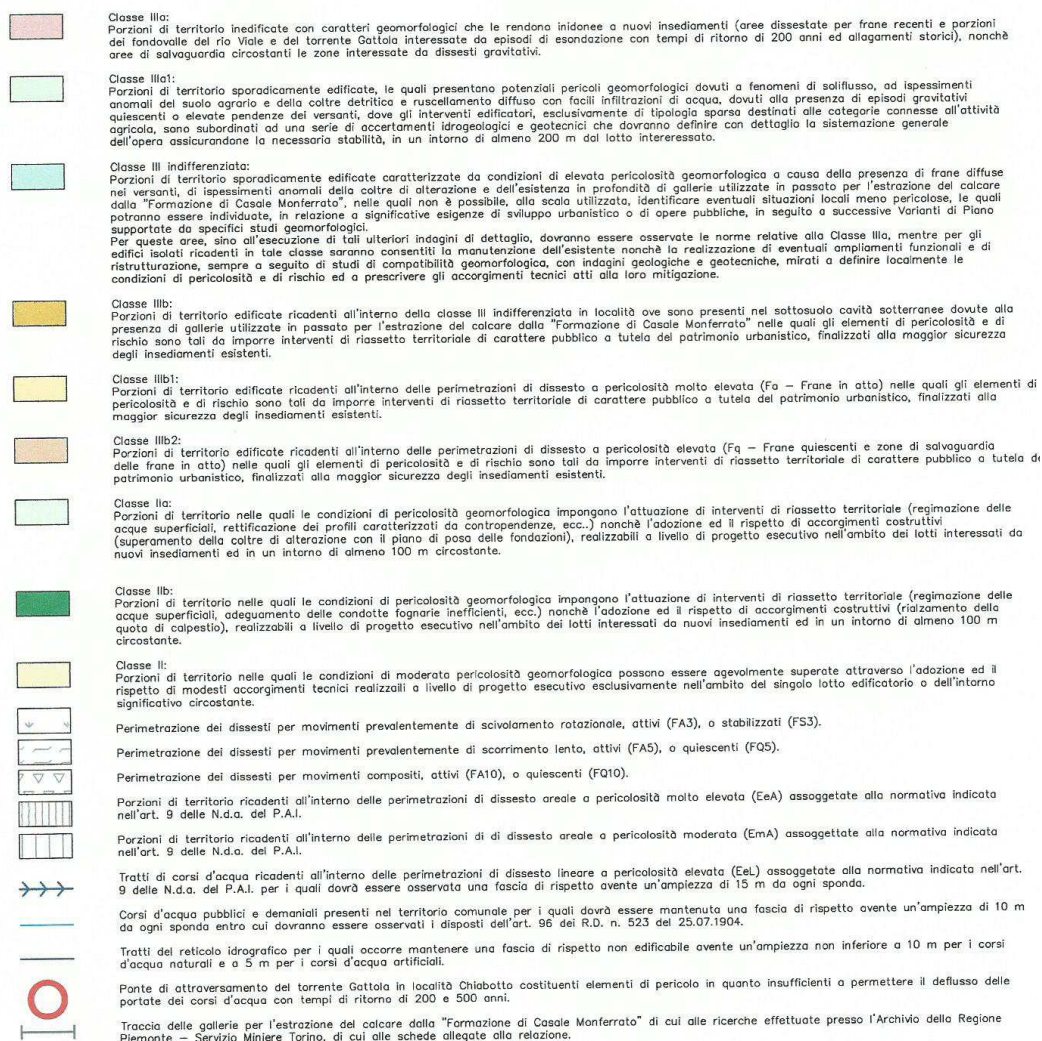 Classe IIIa:
Porzioni di territorio inedificate con caratteri geomorfologici che le rendono inidonee a nuovi insediamenti (aree dissestate per frane recenti e porzioni
dei fondovalle del rio Viale e del torrente Gattola interessate da episodi di esondazione con tempi di ritorno di 200 anni ed allagamenti storici), nonchè
aree di salvaguardia circostanti le zone interessate da dissesti gravitativi.
Classe IIIa1:
Porzioni di territorio sporadicamente edificate, le quali presentano potenziali pericoli geomorfologici dovuti a fenomeni di soliflusso, ad ispessimenti
anomali del suolo agrario e della coltre detritica e ruscellamento diffuso con facili infiltrazioni di acqua, dovuti alla presenza di episodi gravitativi
quiescenti o elevate pendenze dei versanti, dove gli interventi edificatori, esclusivamente di tipologia sparsa destinati alle categorie connesse all'attività
agricola, sono subordinati ad una serie di accertamenti idrogeologici e geotecnici che dovranno definire con dettaglio la sistemazione generale
dell'opera assicurandone la necessaria stabilità, in un intorno di almeno 200 m dal lotto intereressato.
Classe III indifferenziata:
Porzioni di territorio sporadicamente edificate caratterizzate da condizioni di elevata pericolosità geomorfologica a causa della presenza di frane diffuse
nei versanti, di ispessimenti anomali della coltre di alterazione e dell'esistenza in profondità di gallerie utilizzate in passato per l'estrazione del calcare
dalla "Formazione di Casale Monferrato", nelle quali non è possibile, alla scala utilizzata, identificare eventuali situazioni locali meno pericolose, le quali
potranno essere individuate, in relazione a significative esigenze di sviluppo urbanistico o di opere pubbliche, in seguito a successive Varianti di Piano
supportate da specifici studi geomorfologici.
Per queste aree, sino all'esecuzione di tali ulteriori indagini di dettaglio, dovranno essere osservate le norme relative alla Classe IIIa, mentre per gli
edifici isolati ricadenti in tale classe saranno consentiti la manutenzione dell'esistente nonchè la realizzazione di eventuali ampliamenti funzionali e di
ristrutturazione, sempre a seguito di studi di compatibilità geomorfologica, con indagini geologiche e geotecniche, mirati a definire localmente le
condizioni di pericolosità e di rischio ed a prescrivere gli accorgimenti tecnici atti alla loro mitigazione.
Classe IIIb:
Porzioni di territorio edificate ricadenti all'interno della classe III indifferenziata in località ove sono presenti nel sottosuolo cavità sotterranee dovute alla
presenza di gallerie utilizzate in passato per l'estrazione del calcare dalla "Formazione di Casale Monferrato" nelle quali gli elementi di pericolosità e di
rischio sono tali da imporre interventi di riassetto territoriale di carattere pubblico a tutela del patrimonio urbanistico, finalizzati alla maggior sicurezza
degli insediamenti esistenti.
Classe IIIb1:
Porzioni di territorio edificate ricadenti all'interno delle perimetrazioni di dissesto a pericolosità molto elevata (Fa – Frane in atto) nelle quali gli elementi di
pericolosità e di rischio sono tali da imporre interventi di riassetto territoriale di carattere pubblico a tutela del patrimonio urbanistico, finalizzati alla
maggior sicurezza degli insediamenti esistenti.
Classe IIIb2:
Porzioni di territorio edificate ricadenti all'interno delle perimetrazioni di dissesto a pericolosità elevata (Fq – Frane quiescenti e zone di salvaguardia
delle frane in atto) nelle quali gli elementi di pericolosità e di rischio sono tali da imporre interventi di riassetto territoriale di carattere pubblico a tutela de
patrimonio urbanistico, finalizzati alla maggior sicurezza degli insediamenti esistenti.
Classe IIa:
Porzioni di territorio nelle quali le condizioni di pericolosità geomorfologica impongono l'attuazione di interventi di riassetto territoriale (regimazione delle
acque superficiali, rettificazione dei profili caratterizzati da contropendenze, ecc..) nonchè l'adozione ed il rispetto di accorgimenti costruttivi
(superamento della coltre di alterazione con il piano di posa delle fondazioni), realizzabili a livello di progetto esecutivo nell'ambito dei lotti interessati da
nuovi insediamenti ed in un intorno di almeno 100 m circostante.
Classe IIb:
Porzioni di territorio nelle quali le condizioni di pericolosità geomorfologica impongono l'attuazione di interventi di riassetto territoriale (regimazione delle
acque superficiali, adeguamento delle condotte fognarie inefficienti, ecc.) nonchè l'adozione ed il rispetto di accorgimenti costruttivi (rialzamento della
quota di calpestio), realizzabili a livello di progetto esecutivo nell'ambito dei lotti interessati da nuovi insediamenti ed in un intorno di almeno 100 m
circostante.
Classe II:
Porzioni di territorio nelle quali le condizioni di moderata pericolosità geomorfologica possono essere agevolmente superate attraverso l'adozione ed il
rispetto di modesti accorgimenti tecnici realizzaili a livello di progetto esecutivo esclusivamente nell'ambito del singolo lotto edificatorio o dell'intorno
significativo circostante.
Perimetrazione dei dissesti per movimenti prevalentemente di scivolamento rotazionale, attivi (FA3), o stabilizzati (FS3).
Perimetrazione dei dissesti per movimenti prevalentemente di scorrimento lento, attivi (FA5), o quiescenti (FQ5).
Perimetrazione dei dissesti per movimenti compositi, attivi (FA10), o quiescenti (FQ10).
Porzioni di territorio ricadenti all'interno delle perimetrazioni di dissesto areale a pericolosità molto elevata (EeA) assoggetate alla normativa indicata
nell'art. 9 delle N.d.a. del P.A.I.
Porzioni di territorio ricadenti all'interno delle perimetrazioni di di dissesto areale a pericolosità moderata (EmA) assoggettate alla normativa indicata
nell'art. 9 delle N.d.a. del P.A.I.
Tratti di corsi d'acqua ricadenti all'interno delle perimetrazioni di dissesto lineare a pericolosità elevata (EeL) assoggetate alla normativa indicata nell'art.
9 delle N.d.a. del P.A.I. per i quali dovrà essere osservata una fascia di rispetto avente un'ampiezza di 15 m da ogni sponda.
Corsi d'acqua pubblici e demaniali presenti nel territorio comunale per i quali dovrà essere mantenuta una fascia di rispetto avente un'ampiezza di 10 m
da ogni sponda entro cui dovranno essere osservati i disposti dell'art. 96 dei R.D. n. 523 del 25.07.1904.
Tratti del reticolo idrografico per i quali occorre mantenere una fascia di rispetto non edificabile avente un'ampiezza non inferiore a 10 m per i corsi
d'acqua naturali e a 5 m per i corsi d'acqua artificiali.
Ponte di attraversamento del torrente Gattola in località Chiabotto costituenti elementi di pericolo in quanto insufficienti a permettere il deflusso delle
portate dei corsi d'acqua con tempi di ritorno di 200 e 500 anni.
Traccia delle gallerie per l'estrazione del calcare dalla "Formazione di Casale Monferrato" di cui alle ricerche effettuate presso l'Archivio della Regione
Piemonte – Servizio Miniere Torino, di cui alle schede allegate alla relazione.